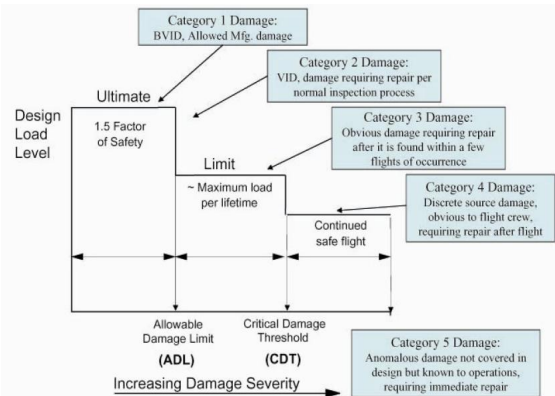 Category 1 Damage:
BVID, Allowed Mfg. damage
Category 2 Damage:
VID, damage requiring repair per
normal inspection process
Category 3 Damage:
Obvious damage requiring repair
after it is found within a few
flights of occurrence
Category 4 Damage:
Discrete source damage,
obvious to flight crew,
requiring repair after flight
Design
Load
Level
Ultimate
1.5 Factor
of Safety
Limit
~ Maximum load
per lifetime
Continued
safe flight
Allowable
Damage Limit
(ADL)
Critical Damage
Threshold
(CDT)
Increasing Damage Severity
Category 5 Damage:
Anomalous damage not covered in
design but known to operations,
requiring immediate repair